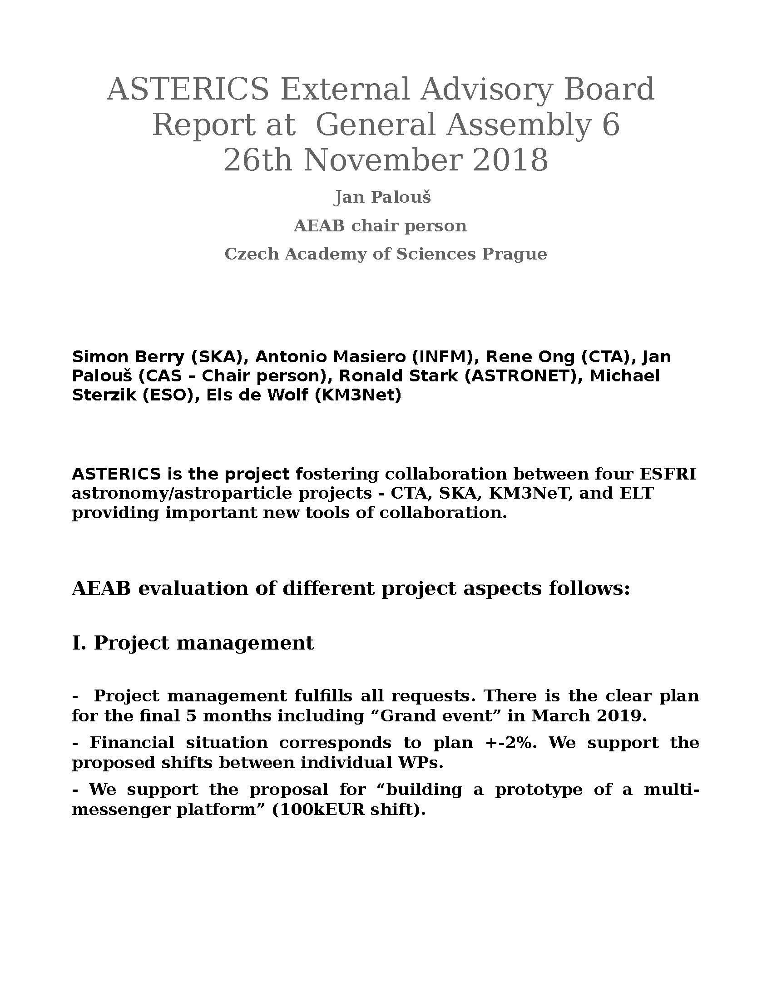 ASTERICS External Advisory Board
Report at  General Assembly 6
26th November 2018
Jan Palouš
AEAB chair person
Czech Academy of Sciences Prague
Simon Berry (SKA), Antonio Masiero (INFM), Rene Ong (CTA), Jan
Palouš (CAS – Chair person), Ronald Stark (ASTRONET), Michael
Sterzik (ESO), Els de Wolf (KM3Net)
ASTERICS is the project fostering collaboration between four ESFRI
astronomy/astroparticle projects - CTA, SKA, KM3NeT, and ELT
providing important new tools of collaboration.
AEAB evaluation of different project aspects follows:
I. Project management
-  Project management fulfills all requests. There is the clear plan
for the final 5 months including “Grand event” in March 2019.
- Financial situation corresponds to plan +-2%. We support the
proposed shifts between individual WPs.
- We support the proposal for “building a prototype of a multi-
messenger platform” (100kEUR shift).